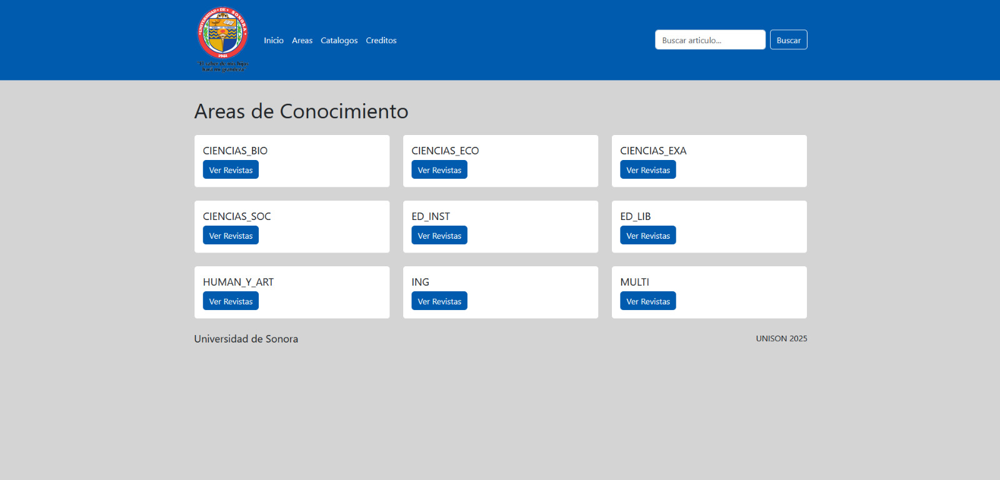 UNIVERSIDAD DE SONORA
1942
"El saber de mis hijos
hará mi grandeza"
Inicio Areas Catalogos Creditos
Buscar articulo... Buscar
Areas de Conocimiento
CIENCIAS_BIO CIENCIAS_ECO CIENCIAS_EXA
Ver Revistas Ver Revistas Ver Revistas
CIENCIAS_SOC ED_INST ED_LIB
Ver Revistas Ver Revistas Ver Revistas
HUMAN_Y_ART ING MULTI
Ver Revistas Ver Revistas Ver Revistas
Universidad de Sonora UNISON 2025